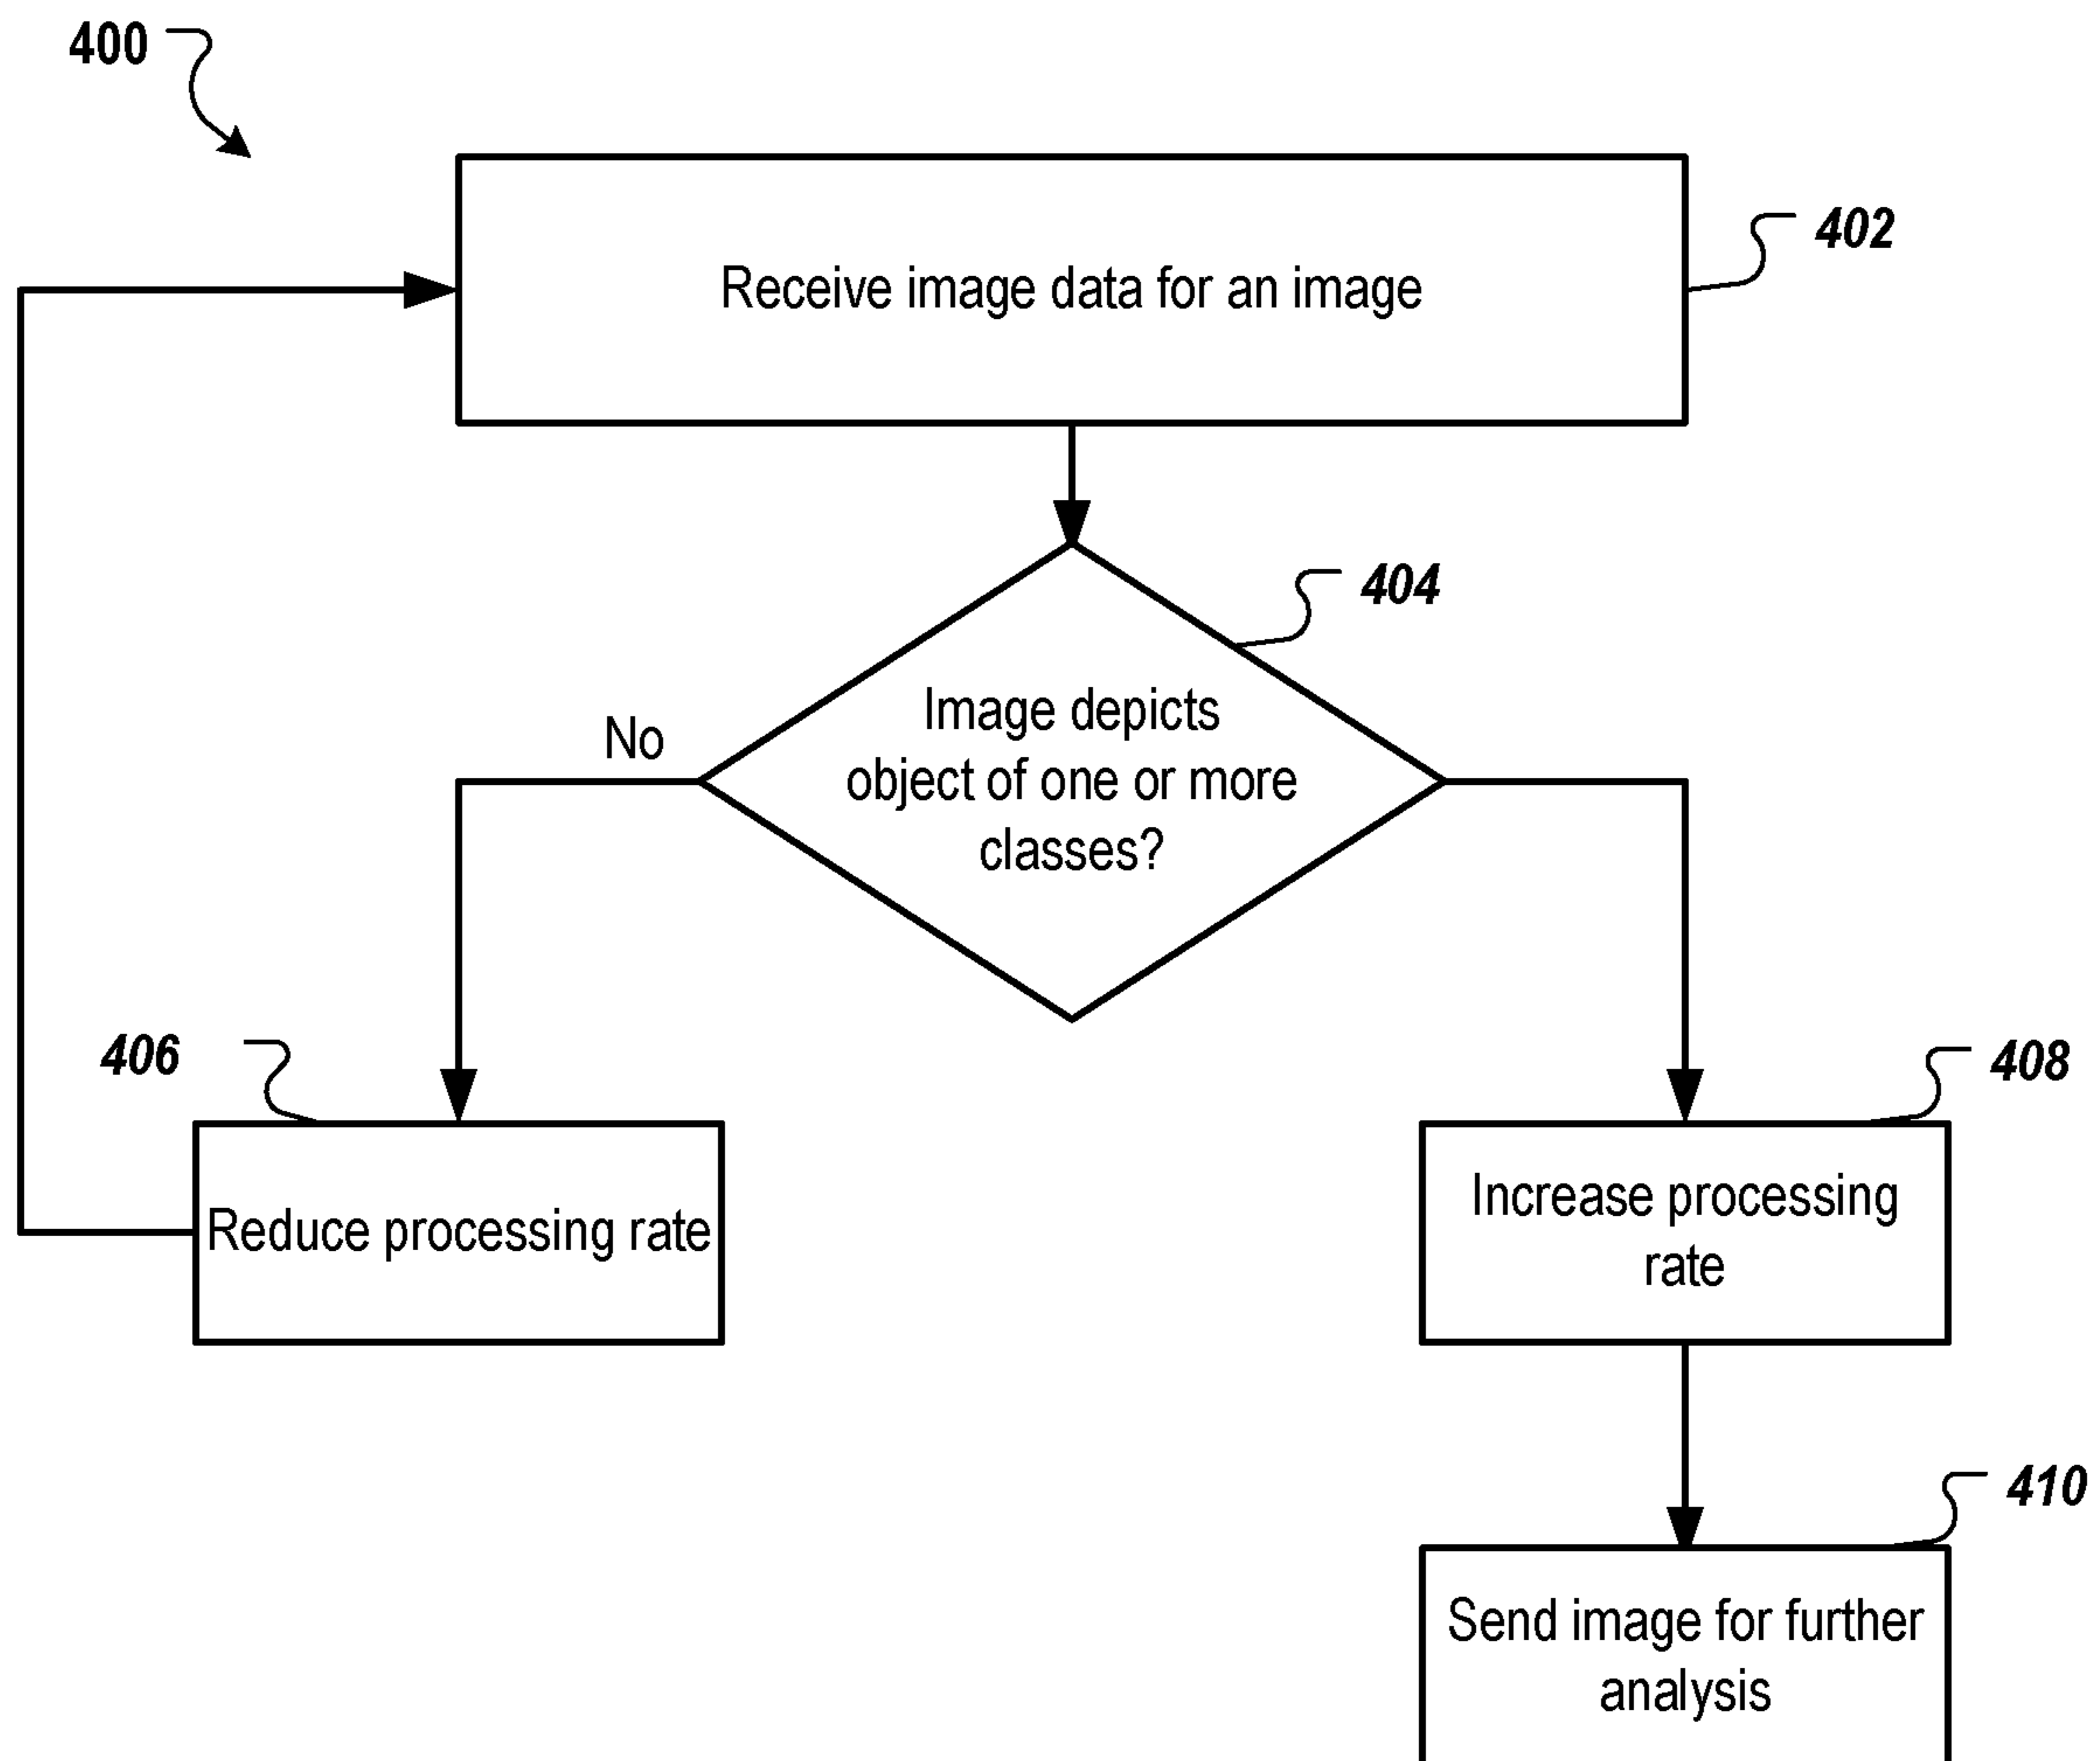 400
Receive image data for an image
402
404
Image depicts
object of one or more
classes?
No
406
Reduce processing rate
408
Increase processing
rate
410
Send image for further
analysis